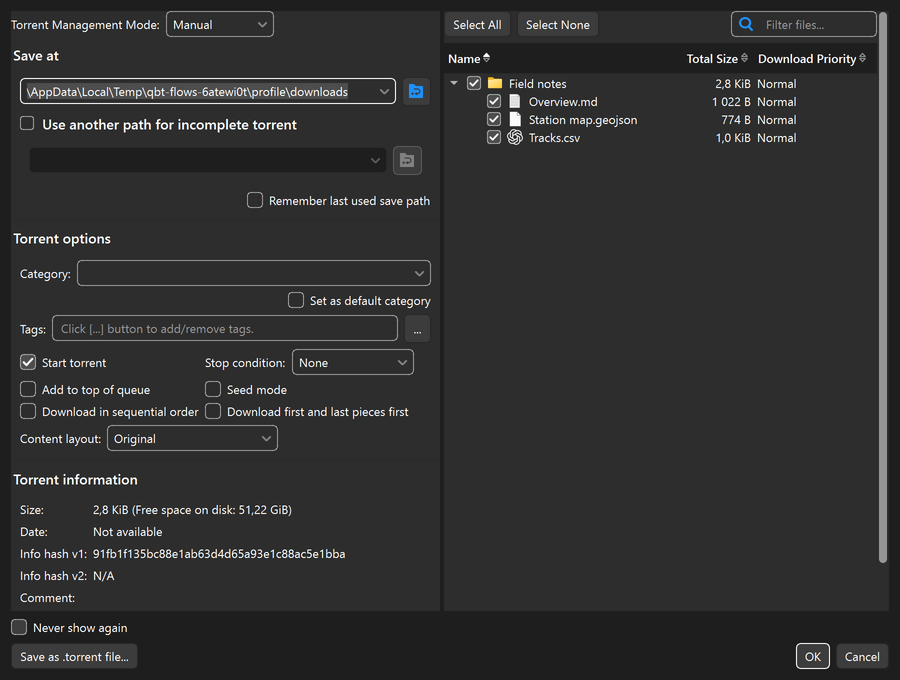 Torrent Management Mode: Manual
Save at
\AppData\Local\Temp\qbt-flows-6atewi0t\profile\downloads
Use another path for incomplete torrent
Remember last used save path
Torrent options
Category:
Set as default category
Tags: Click [...] button to add/remove tags. ...
Start torrent Stop condition: None
Add to top of queue Seed mode
Download in sequential order Download first and last pieces first
Content layout: Original
Torrent information
Size: 2,8 KiB (Free space on disk: 51,22 GiB)
Date: Not available
Info hash v1: 91fb1f135bc88e1ab63d4d65a93e1c88ac5e1bba
Info hash v2: N/A
Comment:
Select All Select None Filter files...
Name Total Size Download Priority
Field notes 2,8 KiB Normal
Overview.md 1 022 B Normal
Station map.geojson 774 B Normal
Tracks.csv 1,0 KiB Normal
Never show again
Save as .torrent file... OK Cancel